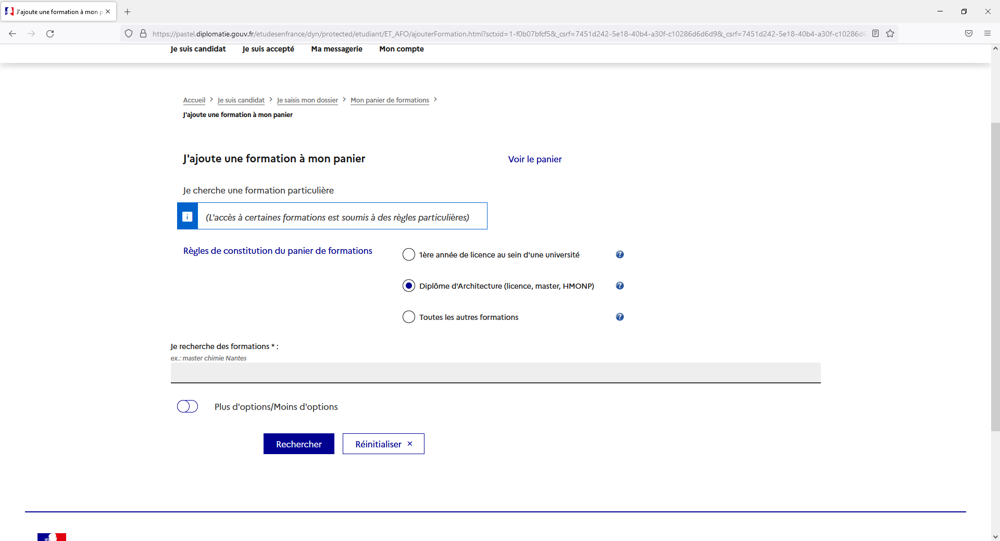 J'ajoute une formation à mon p
https://pastel.diplomatie.gouv.fr/etudesenfrance/dyn/protected/etudiant/ET_AFO/ajouterFormation.html?sctxid=1-f0b07bfcf5&_csrf=7451d242-5e18-40b4-a30f-c10286d6d6d9&_csrf=7451d242-5e18-40b4-a30f-c10286d6
Je suis candidat Je suis accepté Ma messagerie Mon compte
Accueil > Je suis candidat > Je saisis mon dossier > Mon panier de formations >
J'ajoute une formation à mon panier
J'ajoute une formation à mon panier Voir le panier
Je cherche une formation particulière
(L'accès à certaines formations est soumis à des règles particulières)
Règles de constitution du panier de formations
1ère année de licence au sein d'une université
Diplôme d'Architecture (licence, master, HMONP)
Toutes les autres formations
Je recherche des formations * :
ex.: master chimie Nantes
Plus d'options/Moins d'options
Rechercher Réinitialiser ×